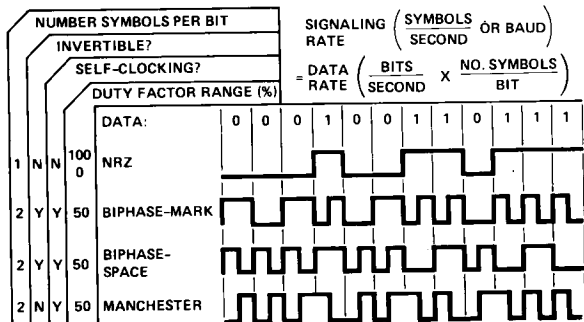 NUMBER SYMBOLS PER BIT
INVERTIBLE?
SELF-CLOCKING?
DUTY FACTOR RANGE (%)
SIGNALING RATE (SYMBOLS / SECOND OR BAUD)
= DATA RATE (BITS / SECOND X NO. SYMBOLS / BIT)
DATA: 0 0 0 1 0 0 1 1 0 1 1 1
1 N N 100 0 NRZ
2 Y Y 50 BIPHASE-MARK
2 Y Y 50 BIPHASE-SPACE
2 N Y 50 MANCHESTER